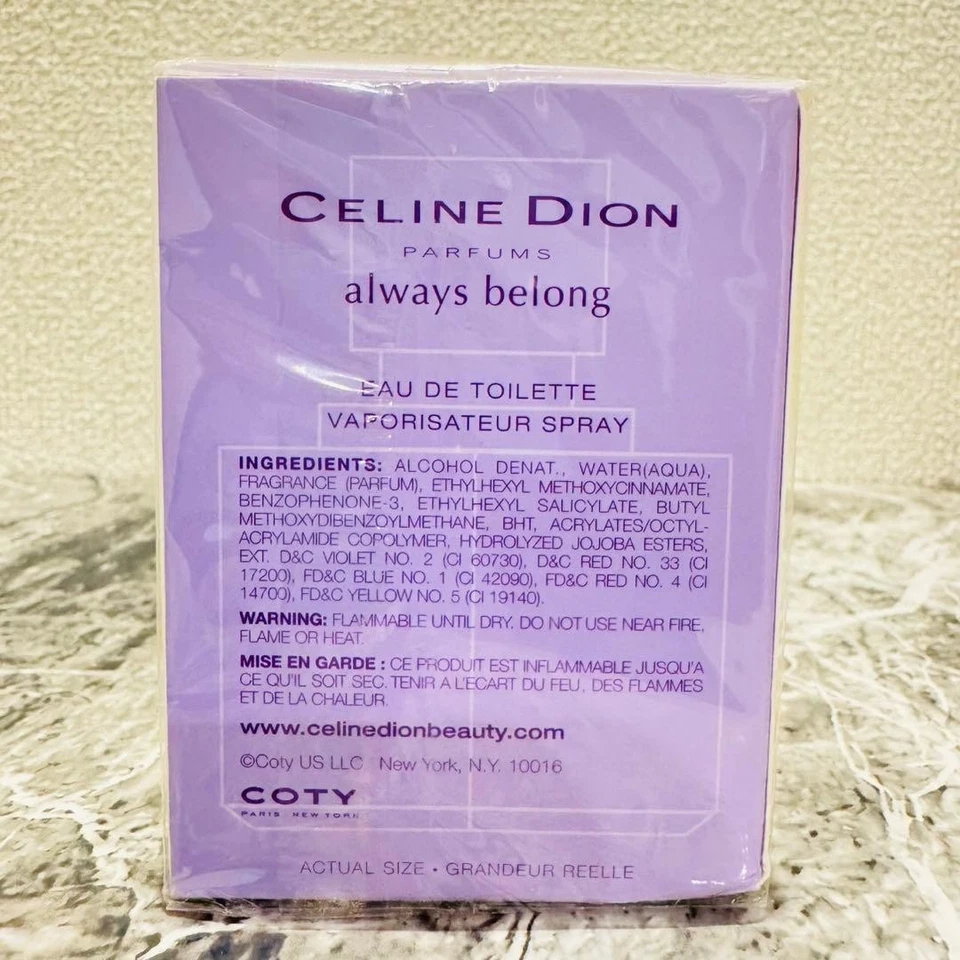 CELINE DION
PARFUMS
always belong
EAU DE TOILETTE
VAPORISATEUR SPRAY
INGREDIENTS: ALCOHOL DENAT., WATER(AQUA),
FRAGRANCE (PARFUM), ETHYLHEXYL METHOXYCINNAMATE,
BENZOPHENONE-3, ETHYLHEXYL SALICYLATE, BUTYL
METHOXYDIBENZOYLMETHANE, BHT, ACRYLATES/OCTYL-
ACRYLAMIDE COPOLYMER, HYDROLYZED JOJOBA ESTERS,
EXT. D&C VIOLET NO. 2 (CI 60730), D&C RED NO. 33 (CI
17200), FD&C BLUE NO. 1 (CI 42090), FD&C RED NO. 4 (CI
14700), FD&C YELLOW NO. 5 (CI 19140).
WARNING: FLAMMABLE UNTIL DRY. DO NOT USE NEAR FIRE,
FLAME OR HEAT.
MISE EN GARDE : CE PRODUIT EST INFLAMMABLE JUSQU'A
CE QU'IL SOIT SEC. TENIR A L'ECART DU FEU, DES FLAMMES
ET DE LA CHALEUR.
www.celinedionbeauty.com
©Coty US LLC New York, N.Y. 10016
COTY
PARIS NEW YORK
ACTUAL SIZE • GRANDEUR REELLE